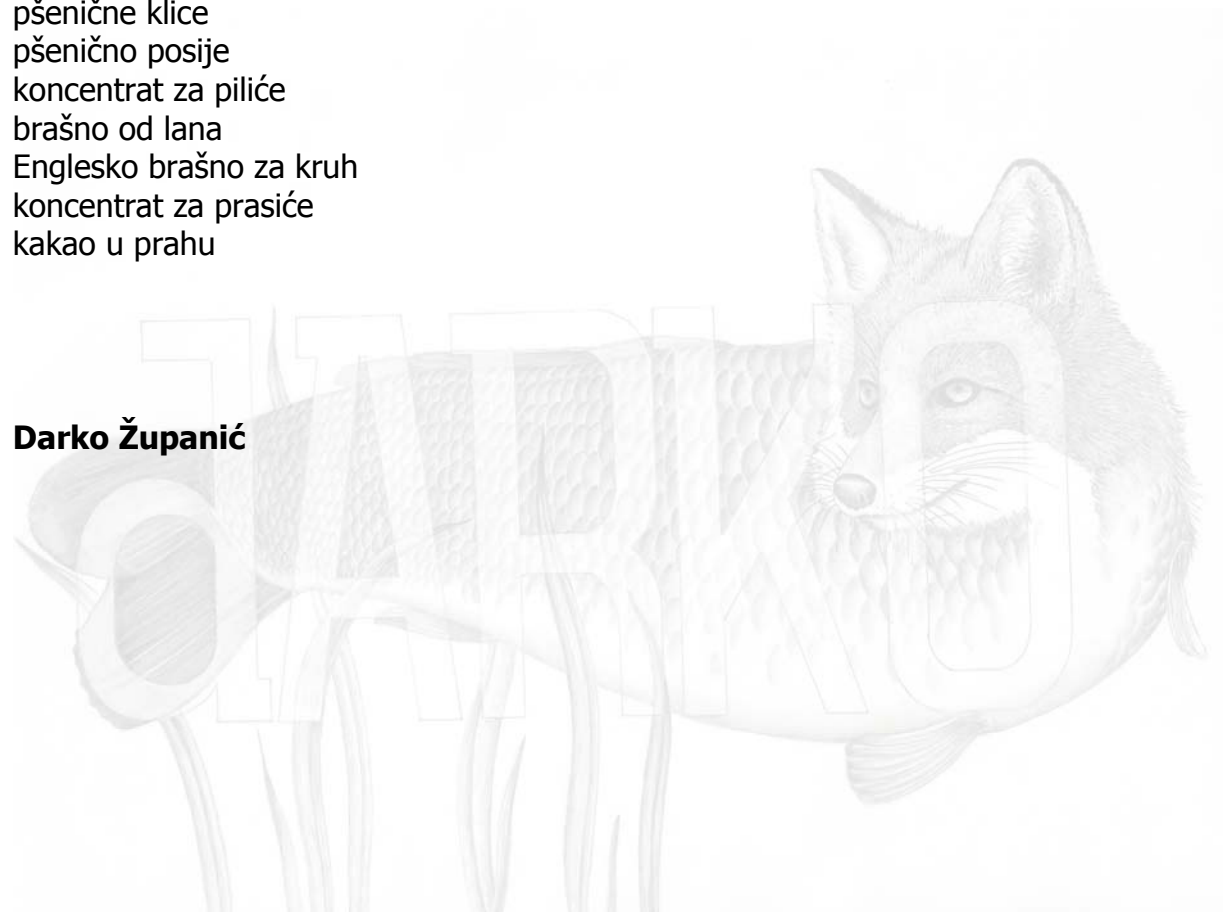 pšenične klice
pšenično posije
koncentrat za piliće
brašno od lana
Englesko brašno za kruh
koncentrat za prasiće
kakao u prahu
Darko Županić